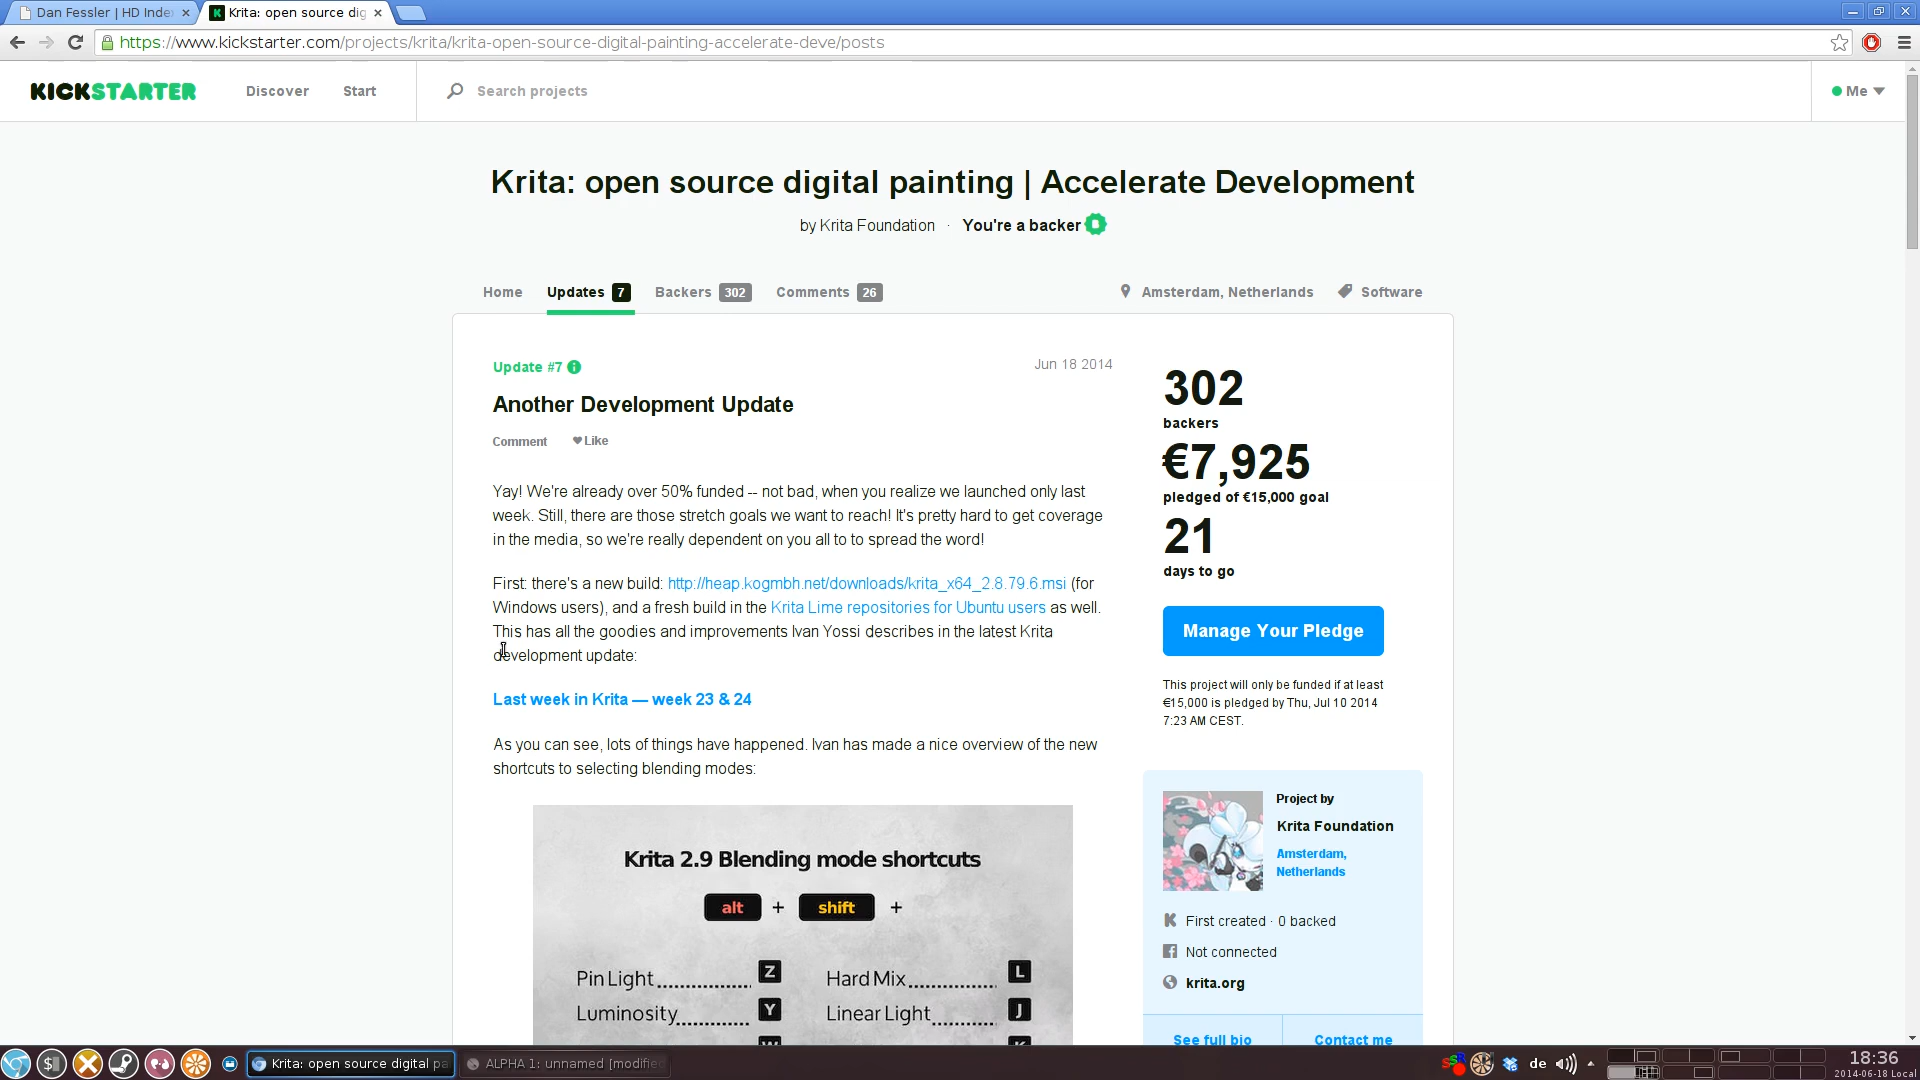 Dan Fessler | HD Inde
Krita: open source dig
https://www.kickstarter.com/projects/krita/krita-open-source-digital-painting-accelerate-deve/posts
KICKSTARTER
Discover
Start
Search projects
Me
Krita: open source digital painting | Accelerate Development
by Krita Foundation · You're a backer
Home
Updates 7
Backers 302
Comments 26
Amsterdam, Netherlands
Software
Update #7
Jun 18 2014
Another Development Update
Comment
Like
Yay! We're already over 50% funded -- not bad, when you realize we launched only last
week. Still, there are those stretch goals we want to reach! It's pretty hard to get coverage
in the media, so we're really dependent on you all to to spread the word!
First: there's a new build: http://heap.kogmbh.net/downloads/krita_x64_2.8.79.6.msi (for
Windows users), and a fresh build in the Krita Lime repositories for Ubuntu users as well.
This has all the goodies and improvements Ivan Yossi describes in the latest Krita
development update:
Last week in Krita — week 23 & 24
As you can see, lots of things have happened. Ivan has made a nice overview of the new
shortcuts to selecting blending modes:
Krita 2.9 Blending mode shortcuts
alt + shift +
Pin Light............... Z
Hard Mix.............. L
Luminosity............ Y
Linear Light.......... J
302
backers
€7,925
pledged of €15,000 goal
21
days to go
Manage Your Pledge
This project will only be funded if at least
€15,000 is pledged by Thu, Jul 10 2014
7:23 AM CEST.
Project by
Krita Foundation
Amsterdam,
Netherlands
First created · 0 backed
Not connected
krita.org
See full bio
Contact me
Krita: open source digital pa
ALPHA 1: unnamed [modifie
de
18:36
2014-06-18 Local